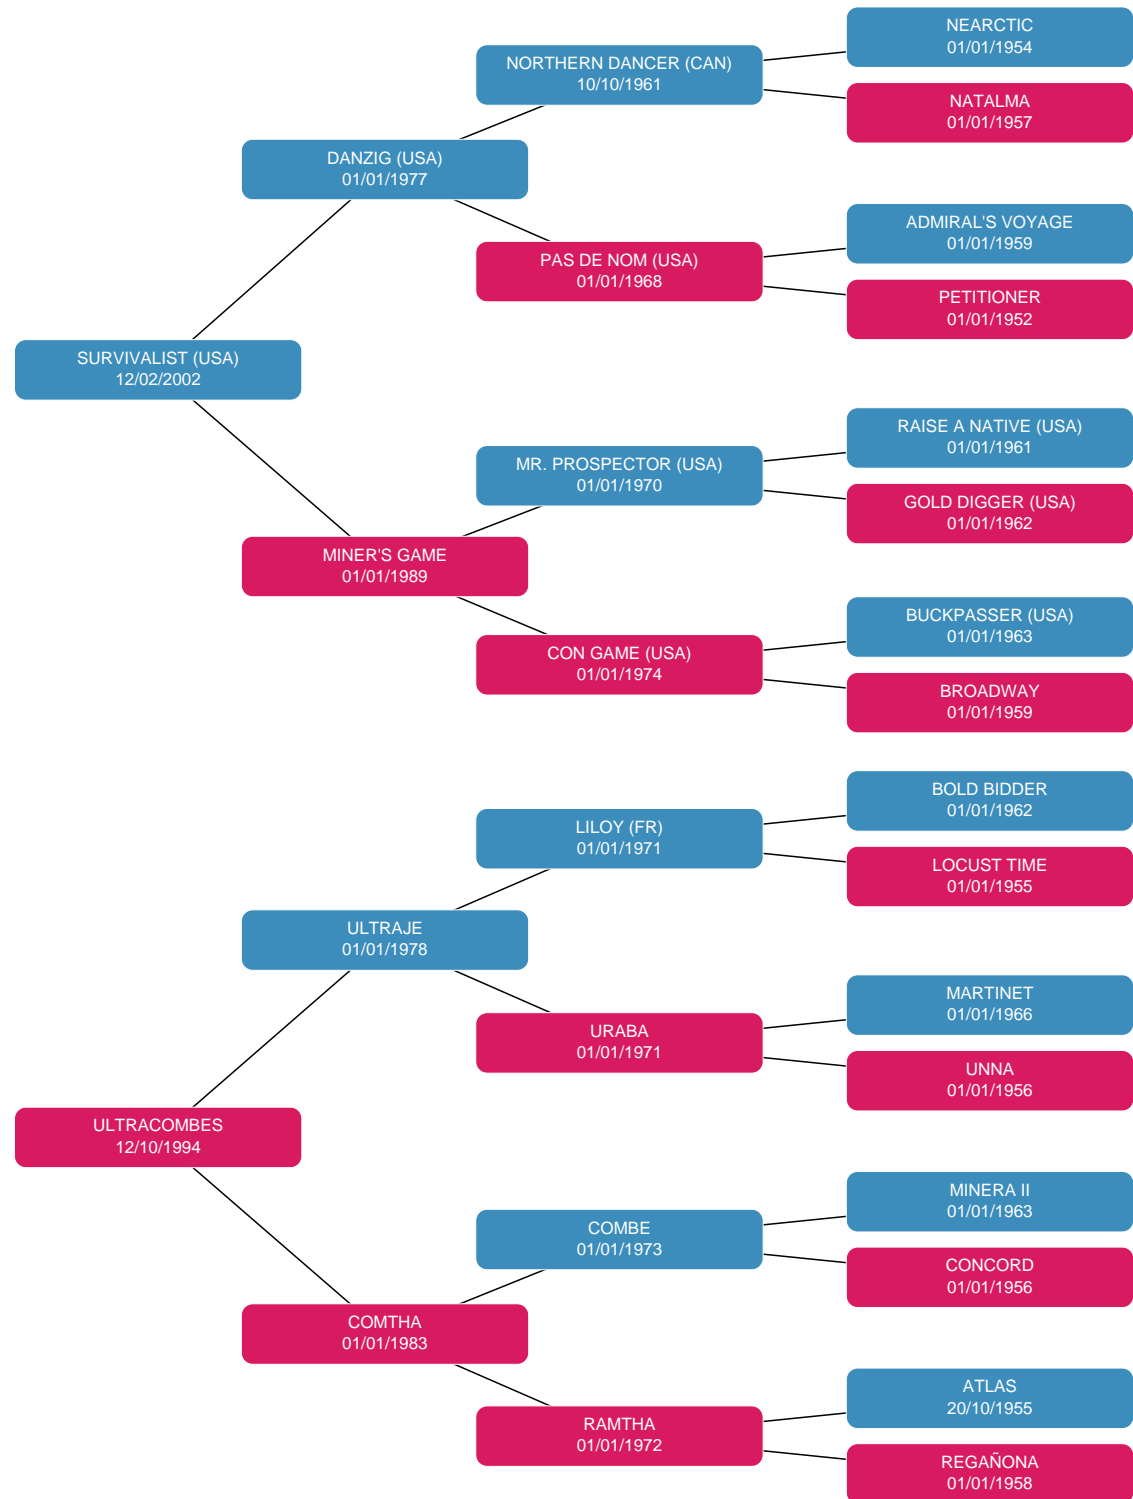 NEARCTIC
01/01/1954
NORTHERN DANCER (CAN)
10/10/1961
NATALMA
01/01/1957
DANZIG (USA)
01/01/1977
ADMIRAL'S VOYAGE
01/01/1959
PAS DE NOM (USA)
01/01/1968
PETITIONER
01/01/1952
SURVIVALIST (USA)
12/02/2002
RAISE A NATIVE (USA)
01/01/1961
MR. PROSPECTOR (USA)
01/01/1970
GOLD DIGGER (USA)
01/01/1962
MINER'S GAME
01/01/1989
BUCKPASSER (USA)
01/01/1963
CON GAME (USA)
01/01/1974
BROADWAY
01/01/1959
BOLD BIDDER
01/01/1962
LILOY (FR)
01/01/1971
LOCUST TIME
01/01/1955
ULTRAJE
01/01/1978
MARTINET
01/01/1966
URABA
01/01/1971
UNNA
01/01/1956
ULTRACOMBES
12/10/1994
MINERA II
01/01/1963
COMBE
01/01/1973
CONCORD
01/01/1956
COMTHA
01/01/1983
ATLAS
20/10/1955
RAMTHA
01/01/1972
REGAÑONA
01/01/1958